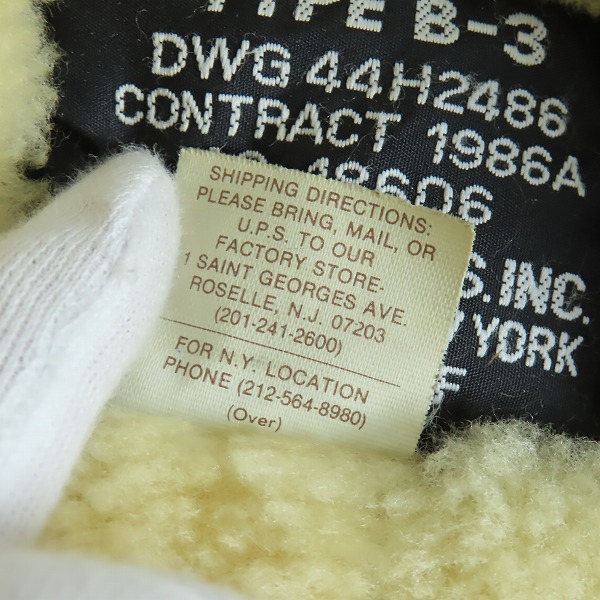 TYPE B-3
DWG 44H2486
CONTRACT 1986A
48606
S.INC.
YORK
SHIPPING DIRECTIONS:
PLEASE BRING, MAIL, OR
U.P.S. TO OUR
FACTORY STORE.
1 SAINT GEORGES AVE.
ROSELLE, N.J. 07203
(201-241-2600)
FOR N.Y. LOCATION
PHONE (212-564-8980)
(Over)